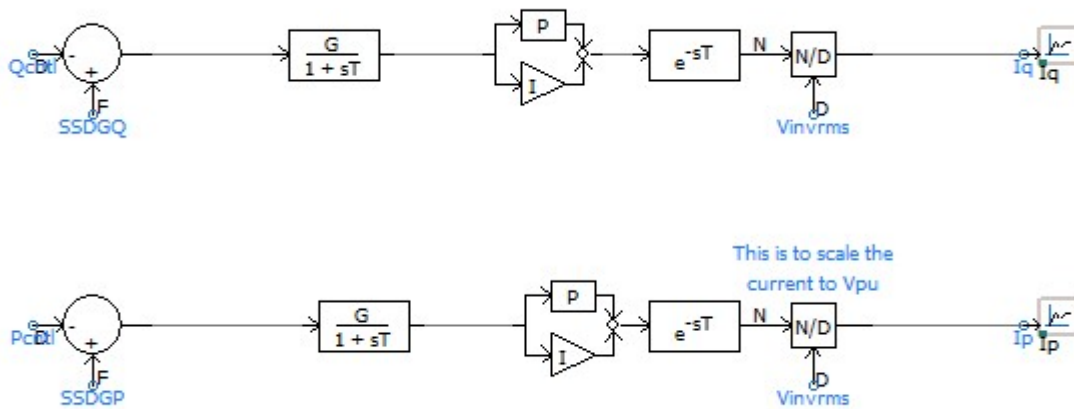 P
G
1 + sT
e-sT
N
N/D
Qcntl
D
-
+
I
Iq
Iq
F
D
SSDGQ
Vinvrms
This is to scale the
current to Vpu
P
G
1 + sT
e-sT
N
N/D
Pcntl
D
-
+
I
Ip
Ip
F
D
SSDGP
Vinvrms